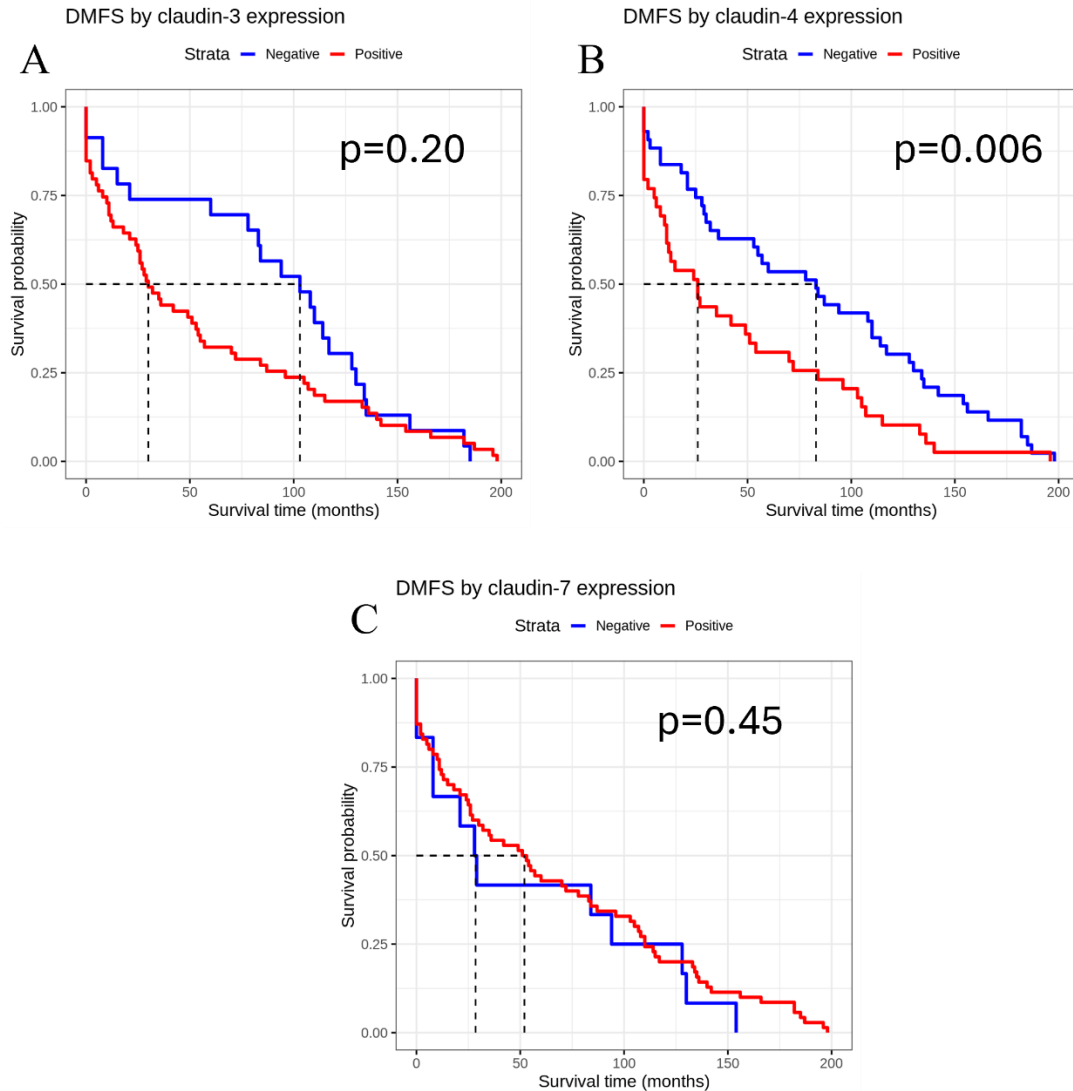 DMFS by claudin-3 expression
A
Strata Negative Positive
p=0.20
1.00
0.75
0.50
0.25
0.00
Survival probability
0 50 100 150 200
Survival time (months)
DMFS by claudin-4 expression
B
Strata Negative Positive
p=0.006
1.00
0.75
0.50
0.25
0.00
Survival probability
0 50 100 150 200
Survival time (months)
DMFS by claudin-7 expression
C
Strata Negative Positive
p=0.45
1.00
0.75
0.50
0.25
0.00
Survival probability
0 50 100 150 200
Survival time (months)